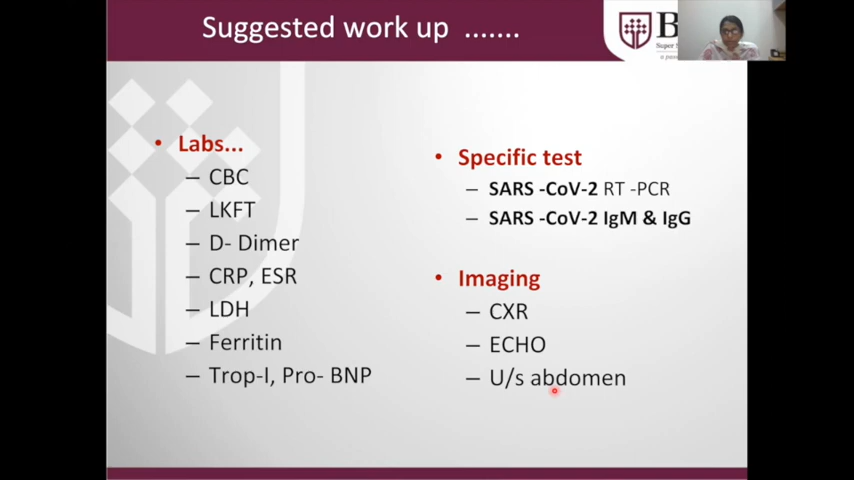 Suggested work up .......
B
Super
a
• Labs...
– CBC
– LKFT
– D- Dimer
– CRP, ESR
– LDH
– Ferritin
– Trop-I, Pro- BNP
• Specific test
– SARS -CoV-2 RT -PCR
– SARS -CoV-2 IgM & IgG
• Imaging
– CXR
– ECHO
– U/s abdomen